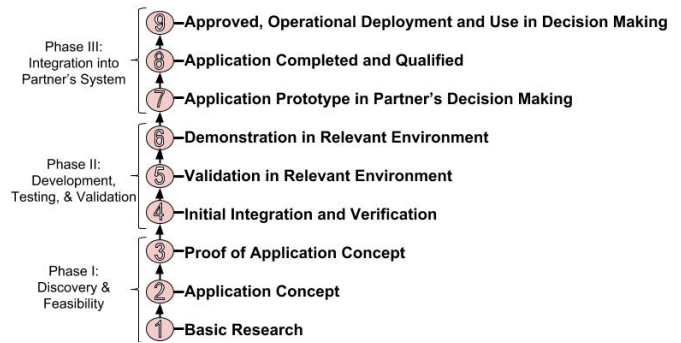 9 Approved, Operational Deployment and Use in Decision Making
Phase III:
Integration into
Partner's System
8 Application Completed and Qualified
7 Application Prototype in Partner's Decision Making
6 Demonstration in Relevant Environment
Phase II:
Development,
Testing, & Validation
5 Validation in Relevant Environment
4 Initial Integration and Verification
3 Proof of Application Concept
Phase I:
Discovery &
Feasibility
2 Application Concept
1 Basic Research